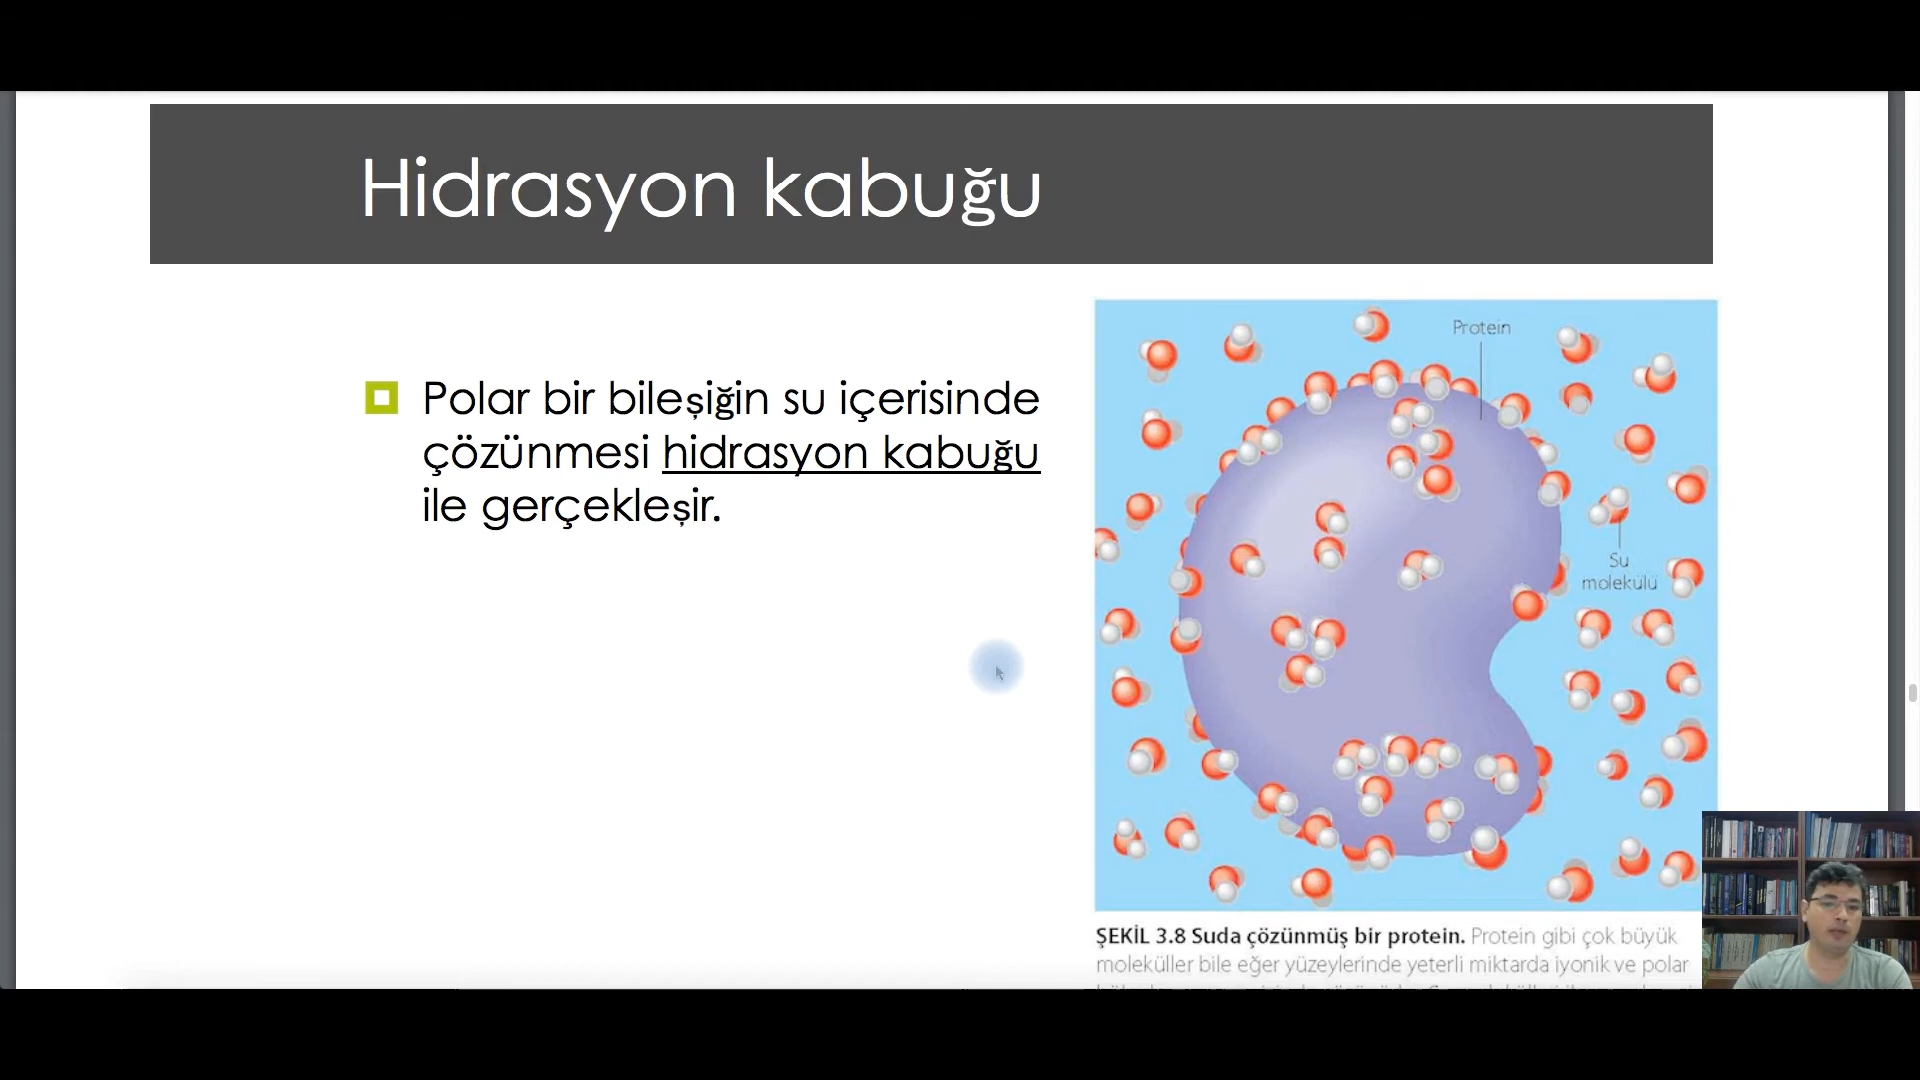 Hidrasyon kabuğu
Polar bir bileşiğin su içerisinde
çözünmesi hidrasyon kabuğu
ile gerçekleşir.
Protein
Su
molekülü
ŞEKİL 3.8 Suda çözünmüş bir protein. Protein gibi çok büyük
moleküller bile eğer yüzeylerinde yeterli miktarda iyonik ve polar